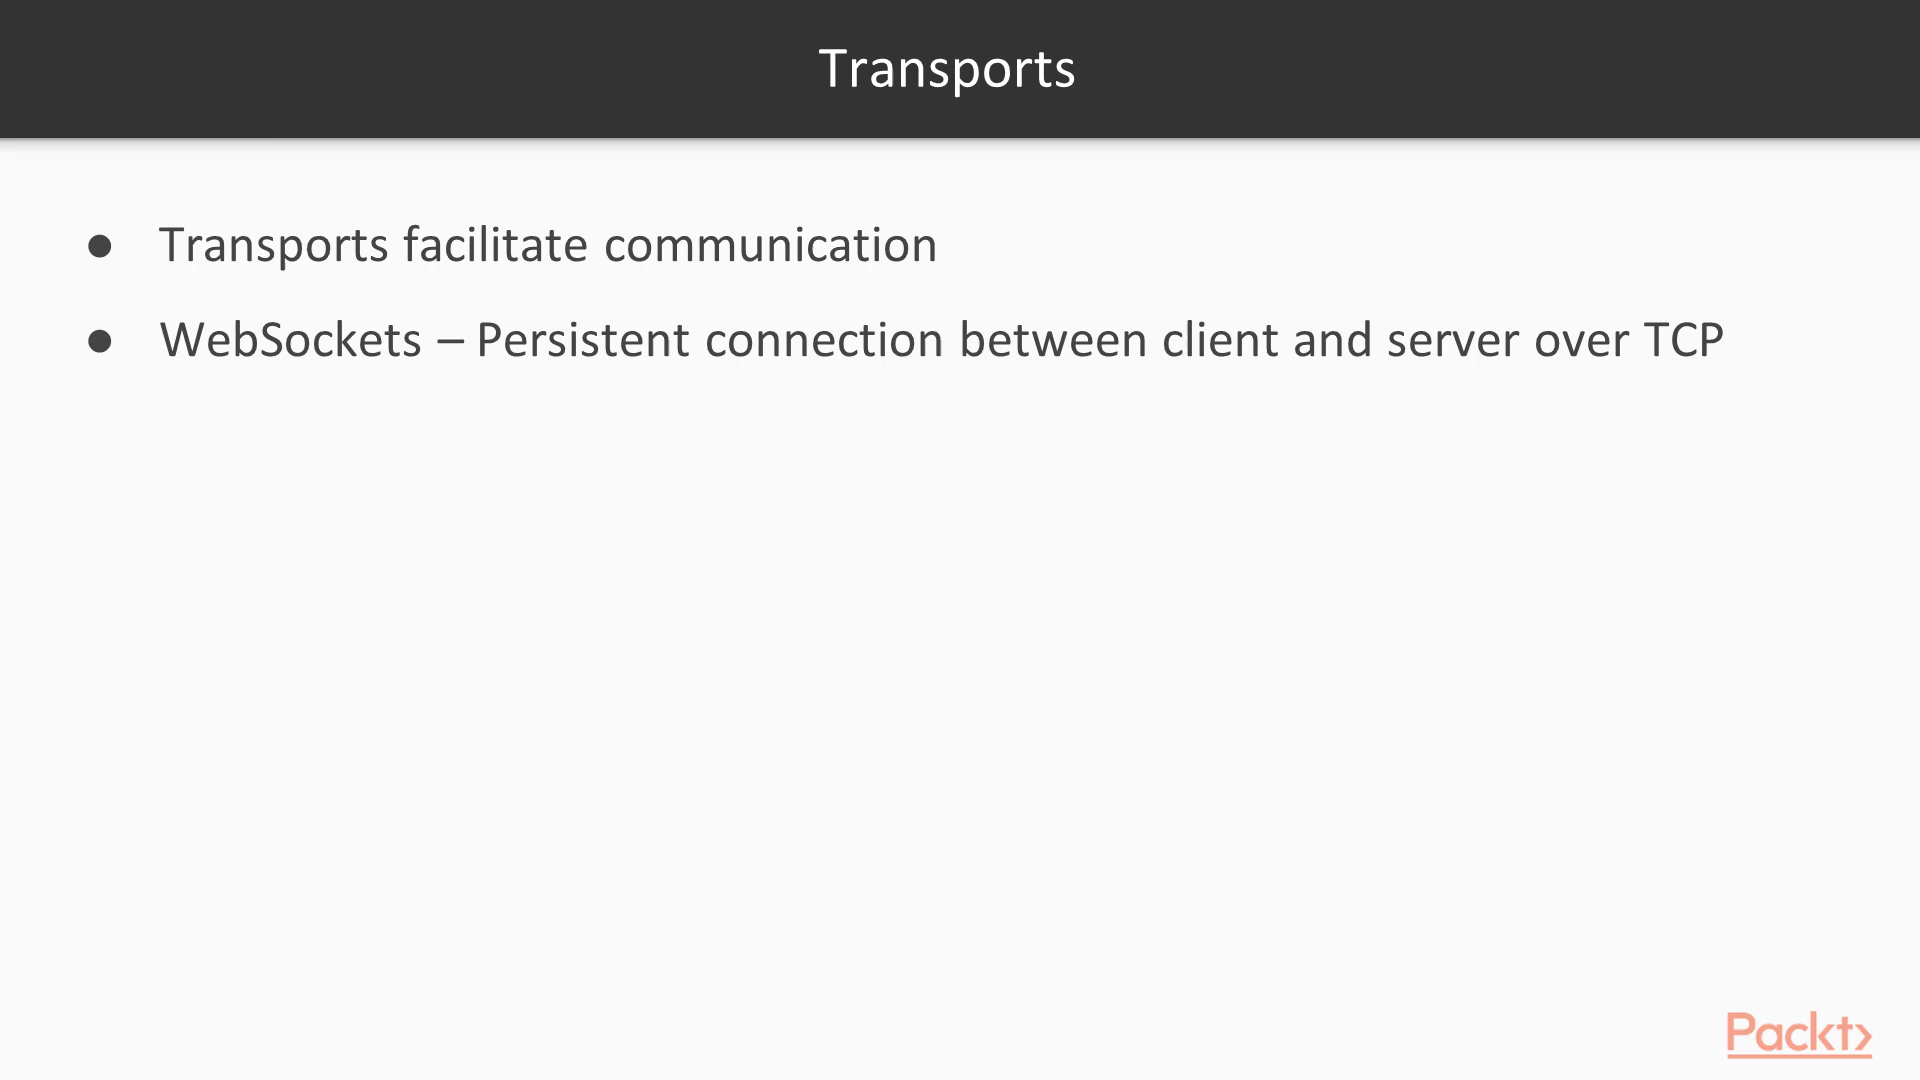 Transports
● Transports facilitate communication
● WebSockets – Persistent connection between client and server over TCP
Packt>